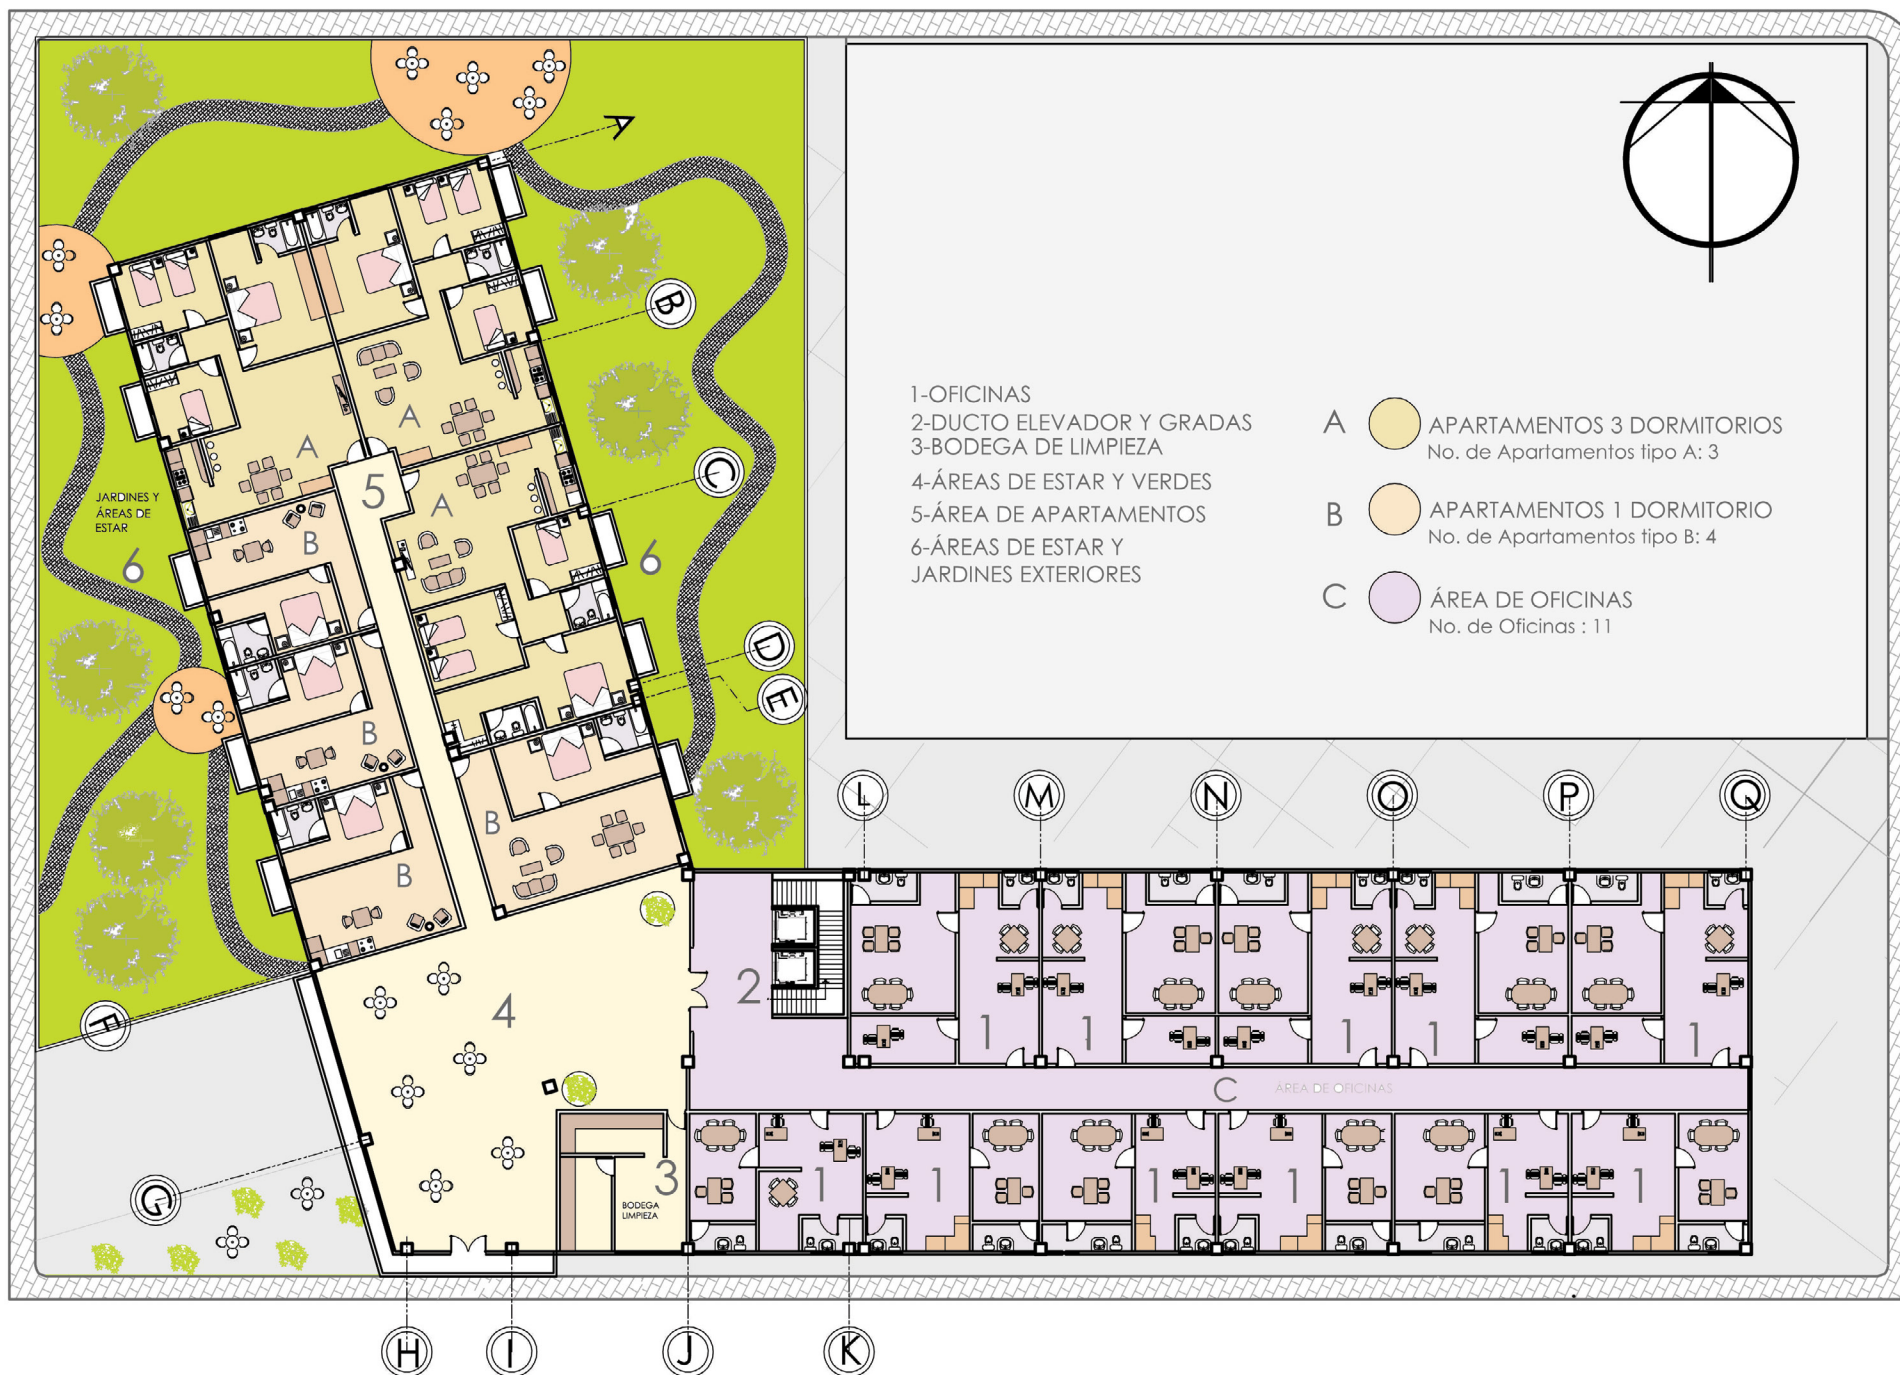 A
B
1-OFICINAS
2-DUCTO ELEVADOR Y GRADAS
3-BODEGA DE LIMPIEZA
4-ÁREAS DE ESTAR Y VERDES
5-ÁREA DE APARTAMENTOS
6-ÁREAS DE ESTAR Y
JARDINES EXTERIORES
A
APARTAMENTOS 3 DORMITORIOS
No. de Apartamentos tipo A: 3
B
APARTAMENTOS 1 DORMITORIO
No. de Apartamentos tipo B: 4
C
ÁREA DE OFICINAS
No. de Oficinas : 11
A
A
C
5
JARDINES Y
ÁREAS DE
ESTAR
A
B
6
6
D
E
B
B
B
L
M
N
O
P
Q
4
2
F
1
1
1
1
1
C
ÁREA DE OFICINAS
3
1
1
1
1
1
1
G
BODEGA
LIMPIEZA
H
I
J
K